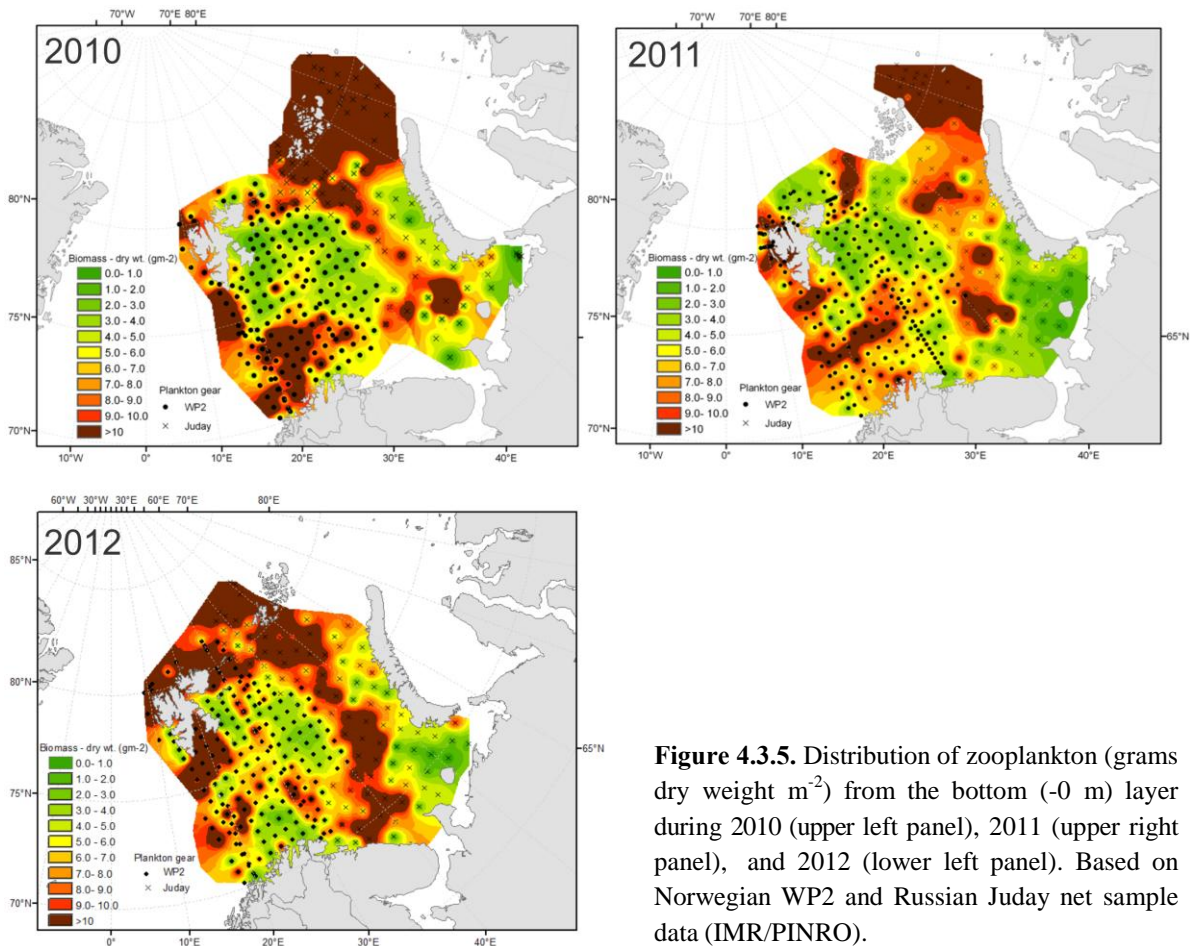 70°W 70°E 80°E
2010
80°N
75°N
70°N
Biomass - dry wt. (gm-2)
0.0- 1.0
1.0 - 2.0
2.0 - 3.0
3.0 - 4.0
4.0 - 5.0
5.0 - 6.0
6.0 - 7.0
7.0- 8.0
8.0 - 9.0
9.0- 10.0
>10
Plankton gear
WP2
Juday
10°W 0° 10°E 20°E 30°E 40°E
70°W 70°E 80°E
2011
80°N
75°N
70°N
65°N
Biomass - dry wt. (gm-2)
0.0- 1.0
1.0 - 2.0
2.0 - 3.0
3.0 - 4.0
4.0 - 5.0
5.0 - 6.0
6.0 - 7.0
7.0- 8.0
8.0 - 9.0
9.0- 10.0
>10
Plankton gear
WP2
Juday
10°W 0° 10°E 20°E 30°E 40°E
60°W 30°W 30°E 60°E 70°E 80°E
2012
85°N
80°N
75°N
70°N
65°N
Biomass - dry wt. (gm-2)
0.0- 1.0
1.0 - 2.0
2.0 - 3.0
3.0 - 4.0
4.0 - 5.0
5.0 - 6.0
6.0 - 7.0
7.0- 8.0
8.0 - 9.0
9.0- 10.0
>10
Plankton gear
WP2
Juday
0° 10°E 20°E 30°E 40°E
Figure 4.3.5. Distribution of zooplankton (grams
dry weight m-2) from the bottom (-0 m) layer
during 2010 (upper left panel), 2011 (upper right
panel), and 2012 (lower left panel). Based on
Norwegian WP2 and Russian Juday net sample
data (IMR/PINRO).